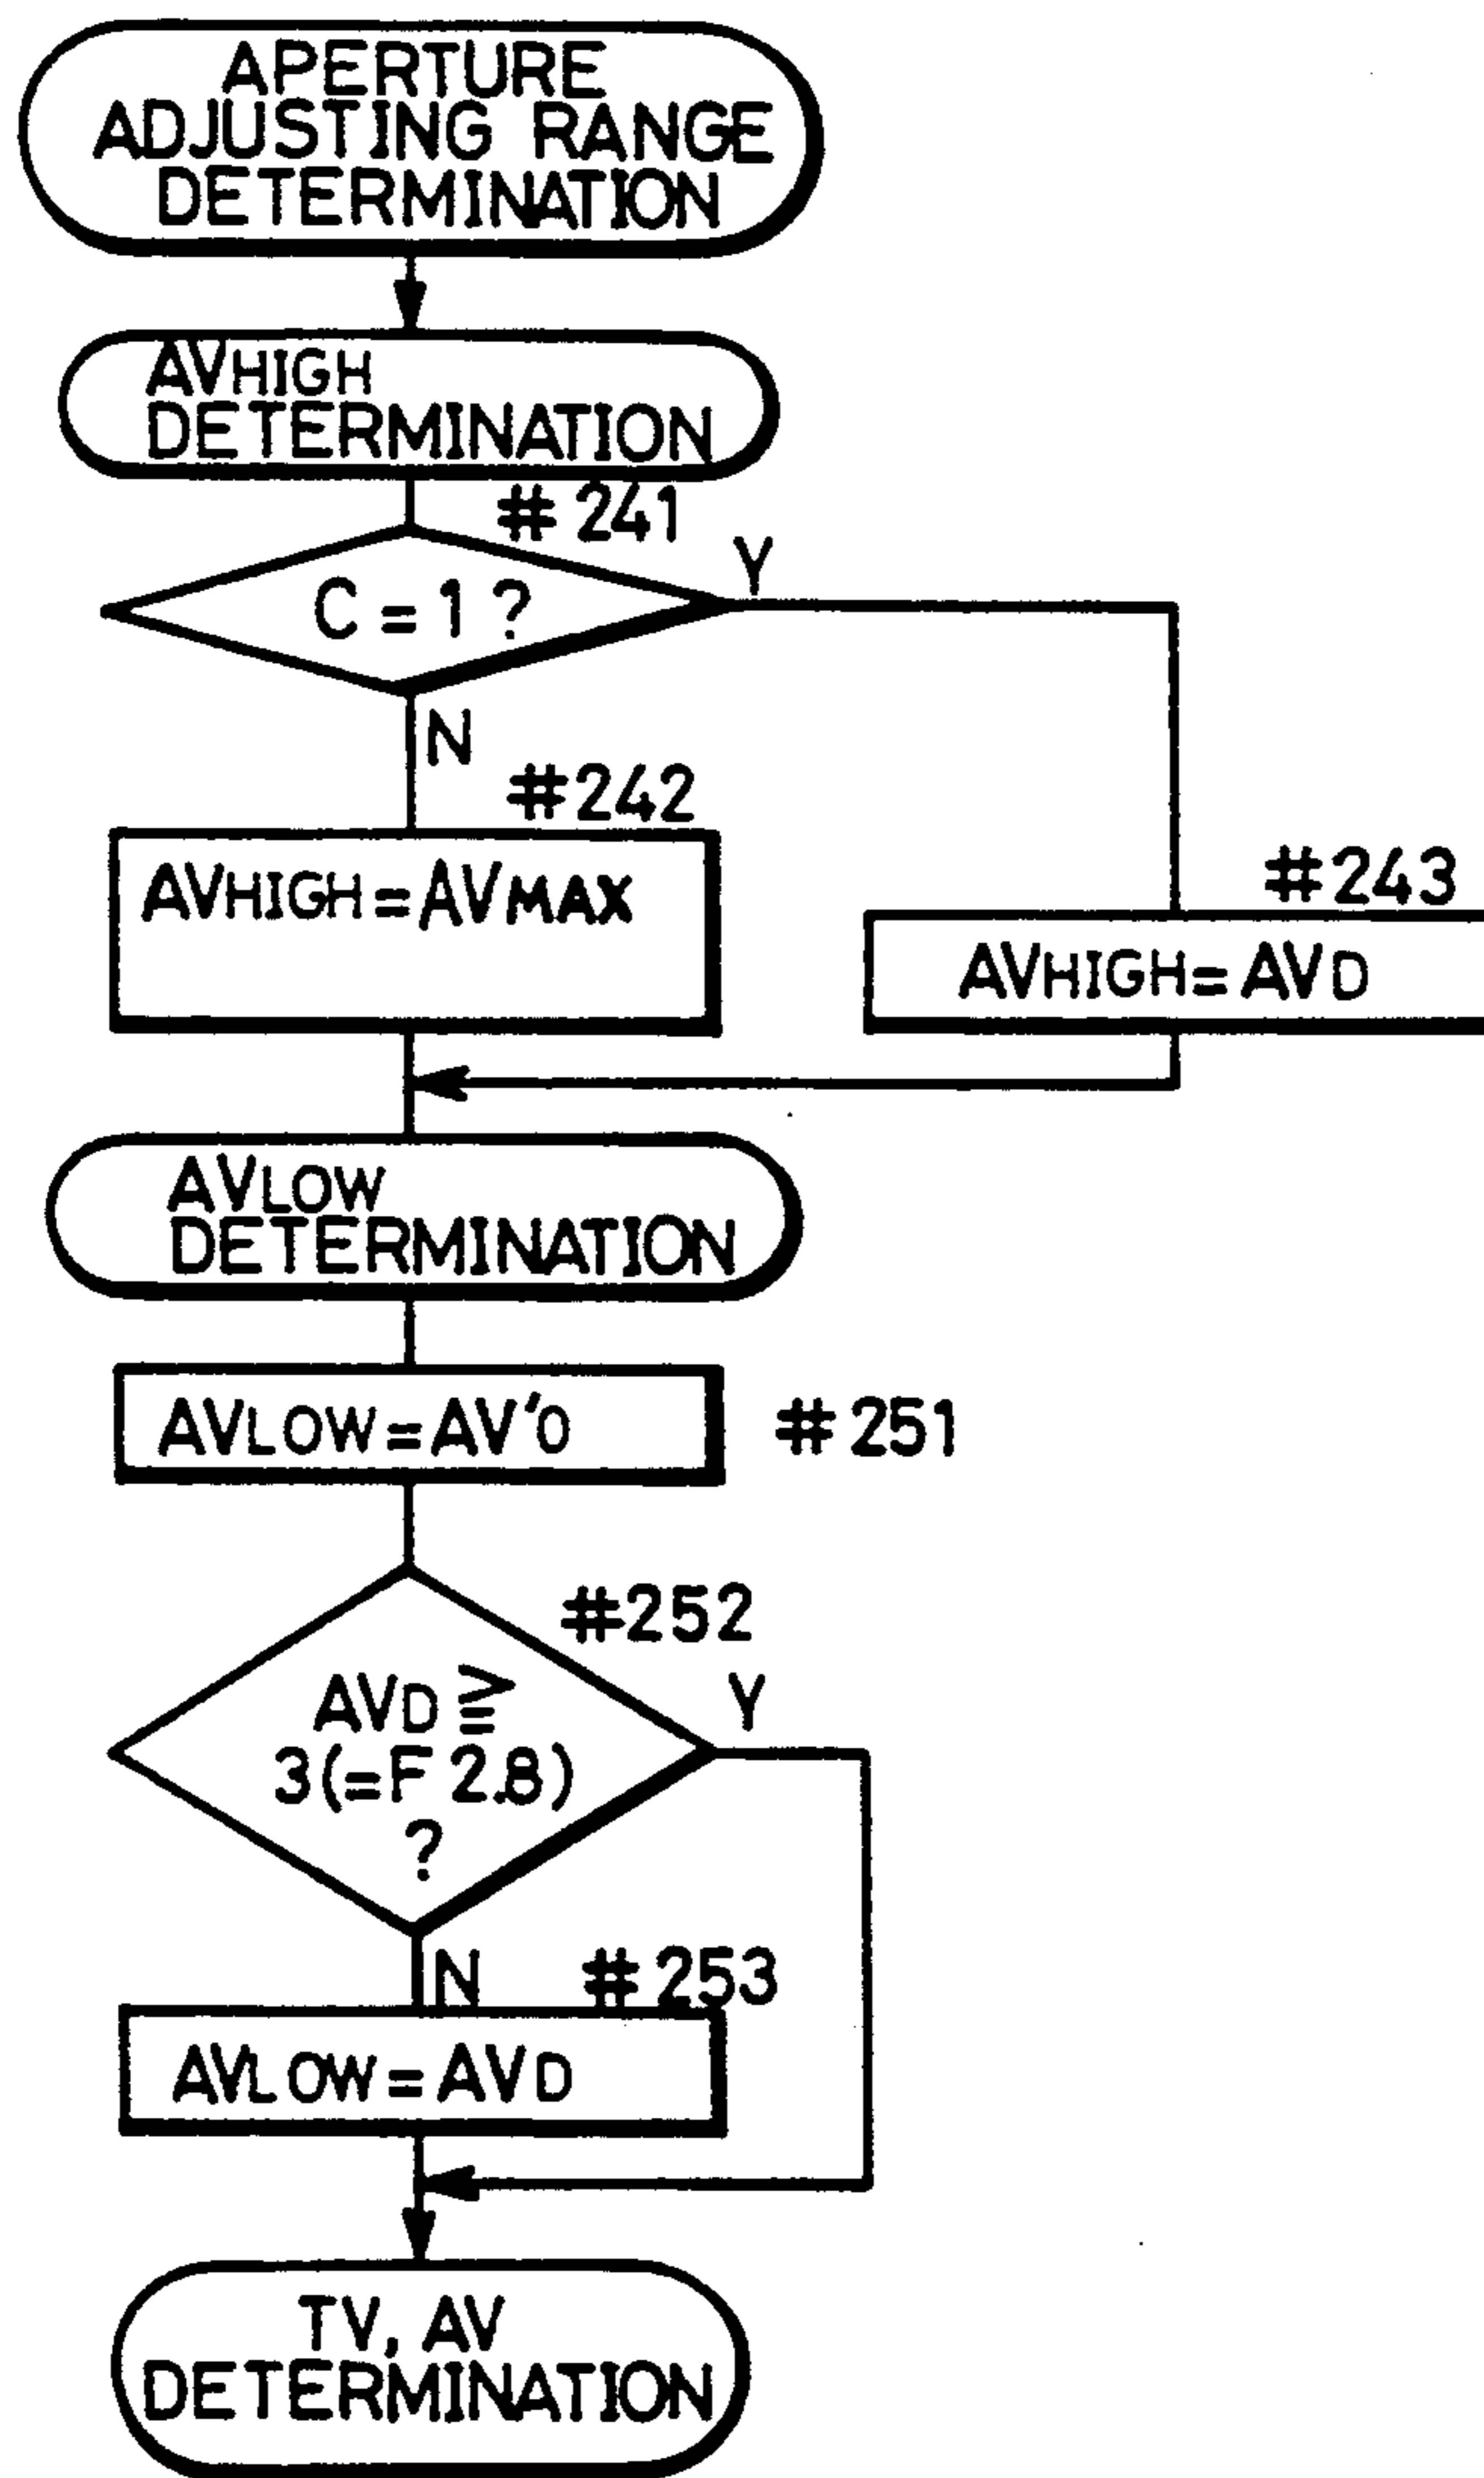 APERTURE
ADJUSTING RANGE
DETERMINATION
AVHIGH
DETERMINATION
#241
C=1?
Y
N
#242
AVHIGH=AVMAX
#243
AVHIGH=AVD
AVLOW
DETERMINATION
AVLOW=AV'O
#251
#252
AVD≧
3(=F2.8)
?
Y
N
#253
AVLOW=AVD
TV, AV
DETERMINATION